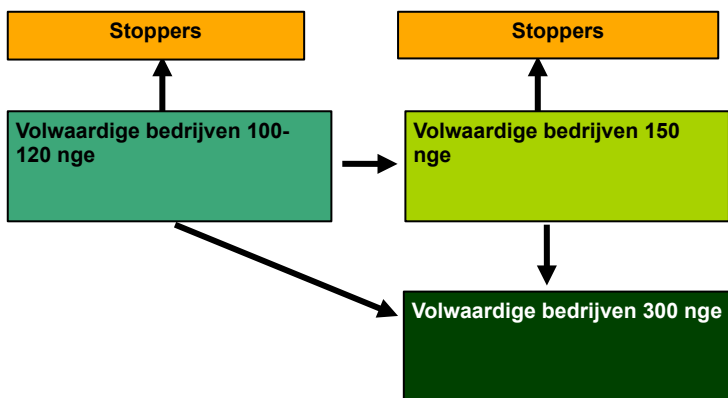 Stoppers
Stoppers
Volwaardige bedrijven 100-
120 nge
Volwaardige bedrijven 150
nge
Volwaardige bedrijven 300 nge